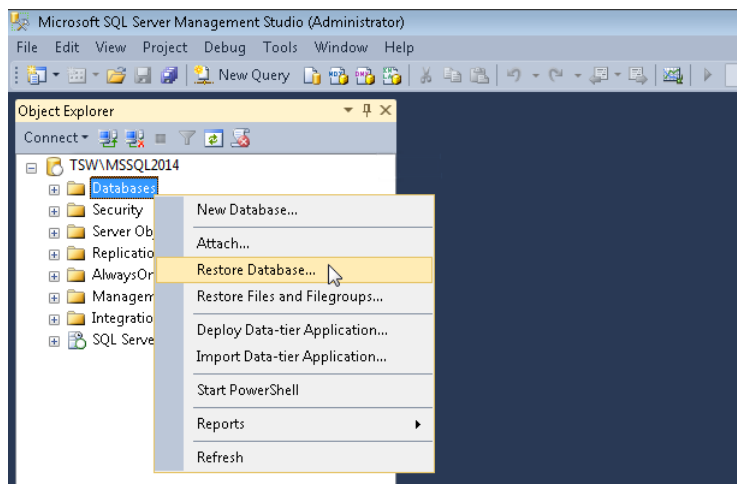 Microsoft SQL Server Management Studio (Administrator)
File Edit View Project Debug Tools Window Help
New Query
Object Explorer
Connect
TSW\MSSQL2014
Databases
Security
Server Ob
Replicatio
AlwaysOn
Managem
Integratio
SQL Serve
New Database...
Attach...
Restore Database...
Restore Files and Filegroups...
Deploy Data-tier Application...
Import Data-tier Application...
Start PowerShell
Reports
Refresh